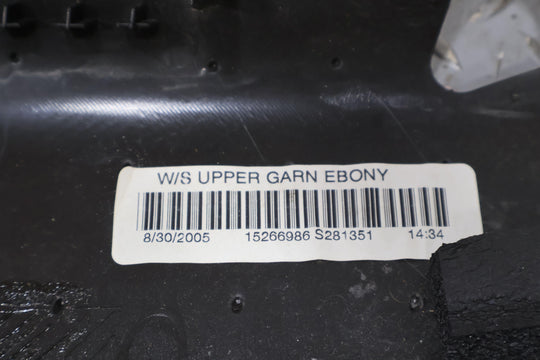 W/S UPPER GARN EBONY
8/30/2005 15266986 S281351 14:34